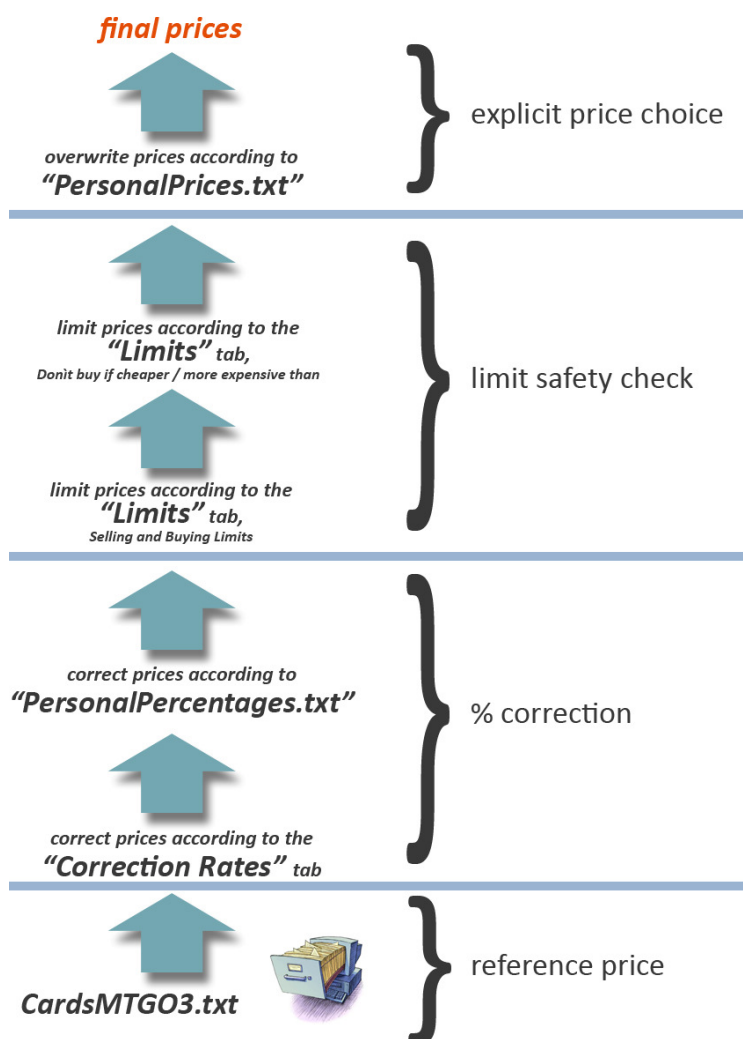 final prices
explicit price choice
overwrite prices according to
“PersonalPrices.txt”
limit prices according to the
“Limits” tab,
Donìt buy if cheaper / more expensive than
limit safety check
limit prices according to the
“Limits” tab,
Selling and Buying Limits
correct prices according to
“PersonalPercentages.txt”
% correction
correct prices according to the
“Correction Rates” tab
reference price
CardsMTGO3.txt